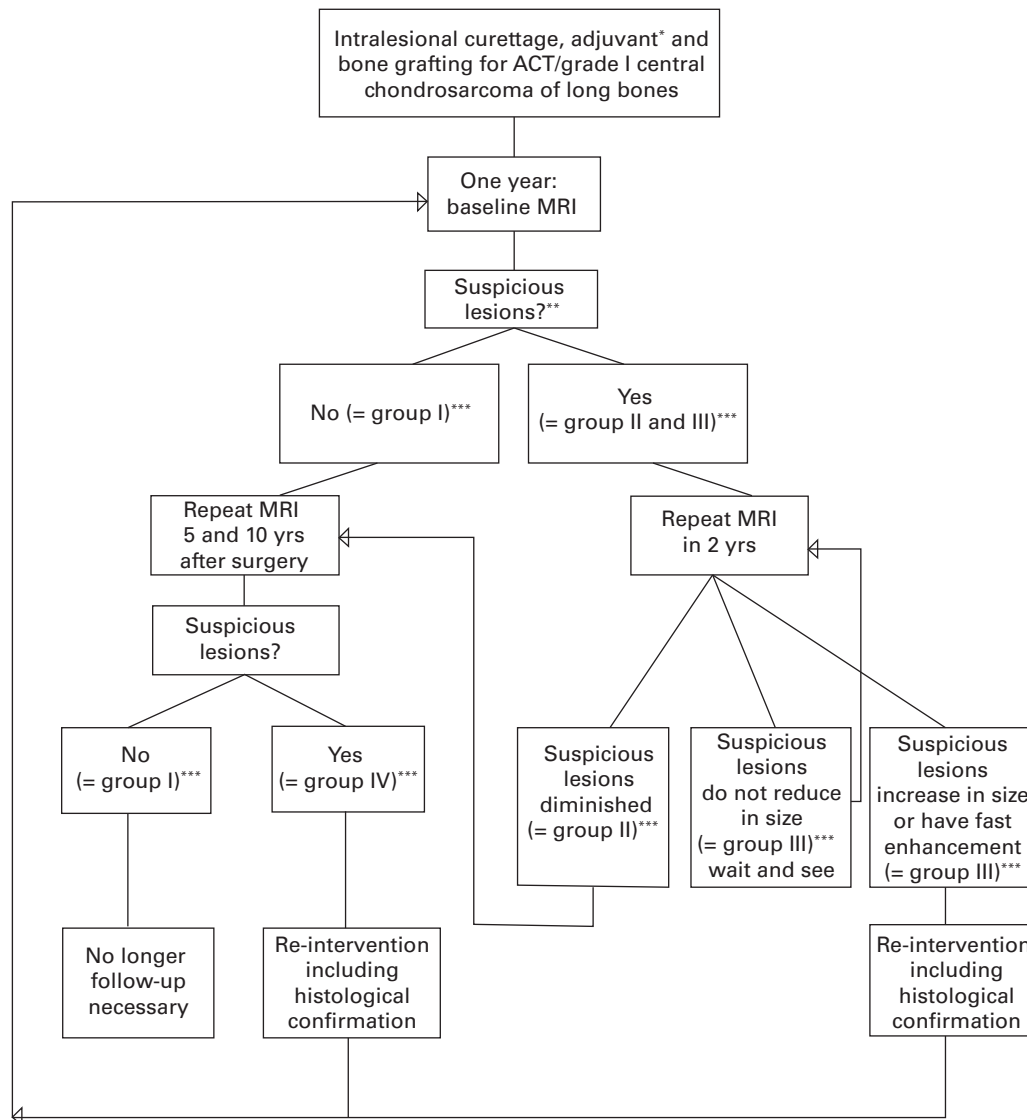 Intralesional curettage, adjuvant* and
bone grafting for ACT/grade I central
chondrosarcoma of long bones
One year:
baseline MRI
Suspicious
lesions?**
No (= group I)***
Yes
(= group II and III)***
Repeat MRI
5 and 10 yrs
after surgery
Repeat MRI
in 2 yrs
Suspicious
lesions?
No
(= group I)***
Yes
(= group IV)***
Suspicious
lesions
diminished
(= group II)***
Suspicious
lesions
do not reduce
in size
(= group III)***
wait and see
Suspicious
lesions
increase in size
or have fast
enhancement
(= group III)***
No longer
follow-up
necessary
Re-intervention
including
histological
confirmation
Re-intervention
including
histological
confirmation